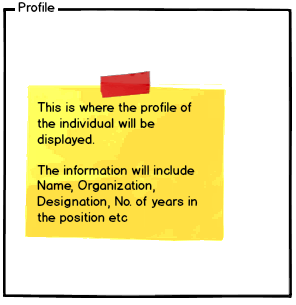 Profile
This is where the profile of
the individual will be
displayed.
The information will include
Name, Organization,
Designation, No. of years in
the position etc